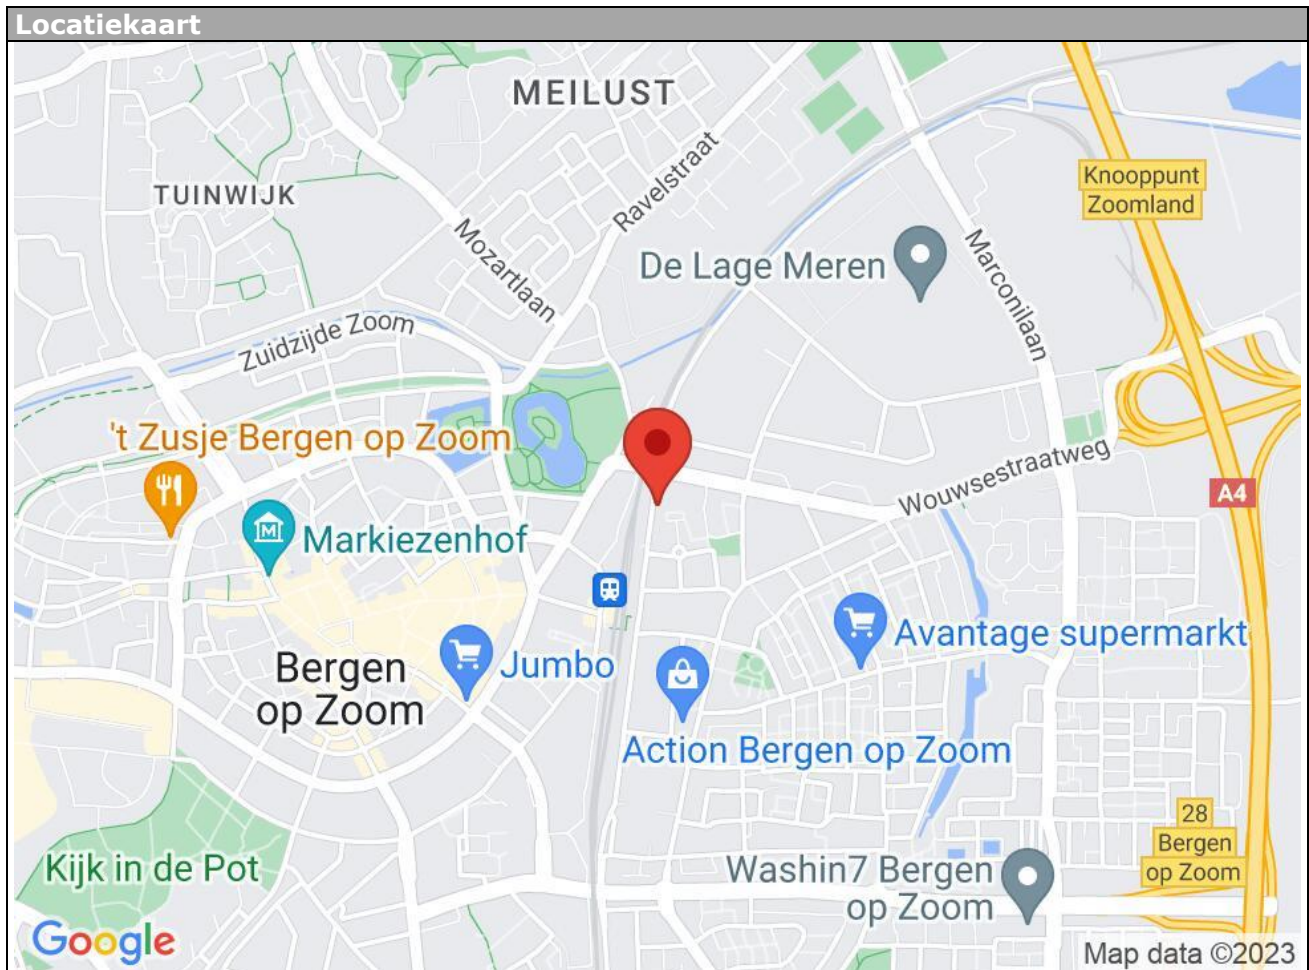 Locatiekaart
MEILUST
TUINWIJK
Ravelstraat
Mozartlaan
Knooppunt
Zoomland
De Lage Meren
Marconilaan
Zuidzijde Zoom
't Zusje Bergen op Zoom
Wouwsestraatweg
A4
Markiezenhof
Avantage supermarkt
Jumbo
Bergen
op Zoom
Action Bergen op Zoom
28
Bergen
op Zoom
Kijk in de Pot
Washin7 Bergen
op Zoom
Google
Map data ©2023